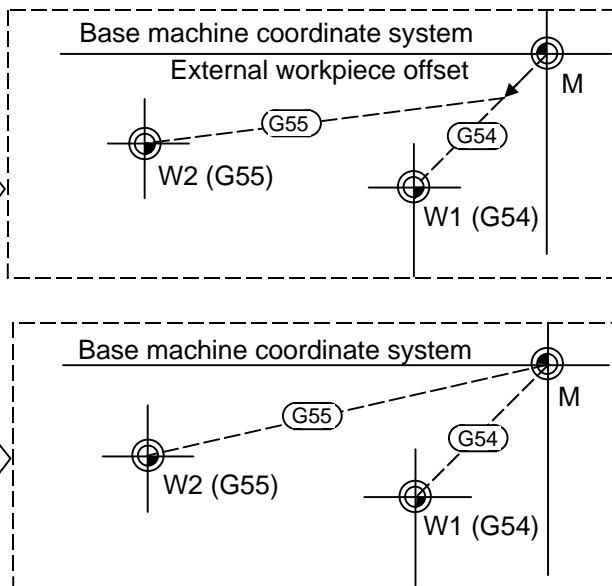 Base machine coordinate system
External workpiece offset
M
G55
G54
W2 (G55)
W1 (G54)
Base machine coordinate system
M
G55
G54
W2 (G55)
W1 (G54)